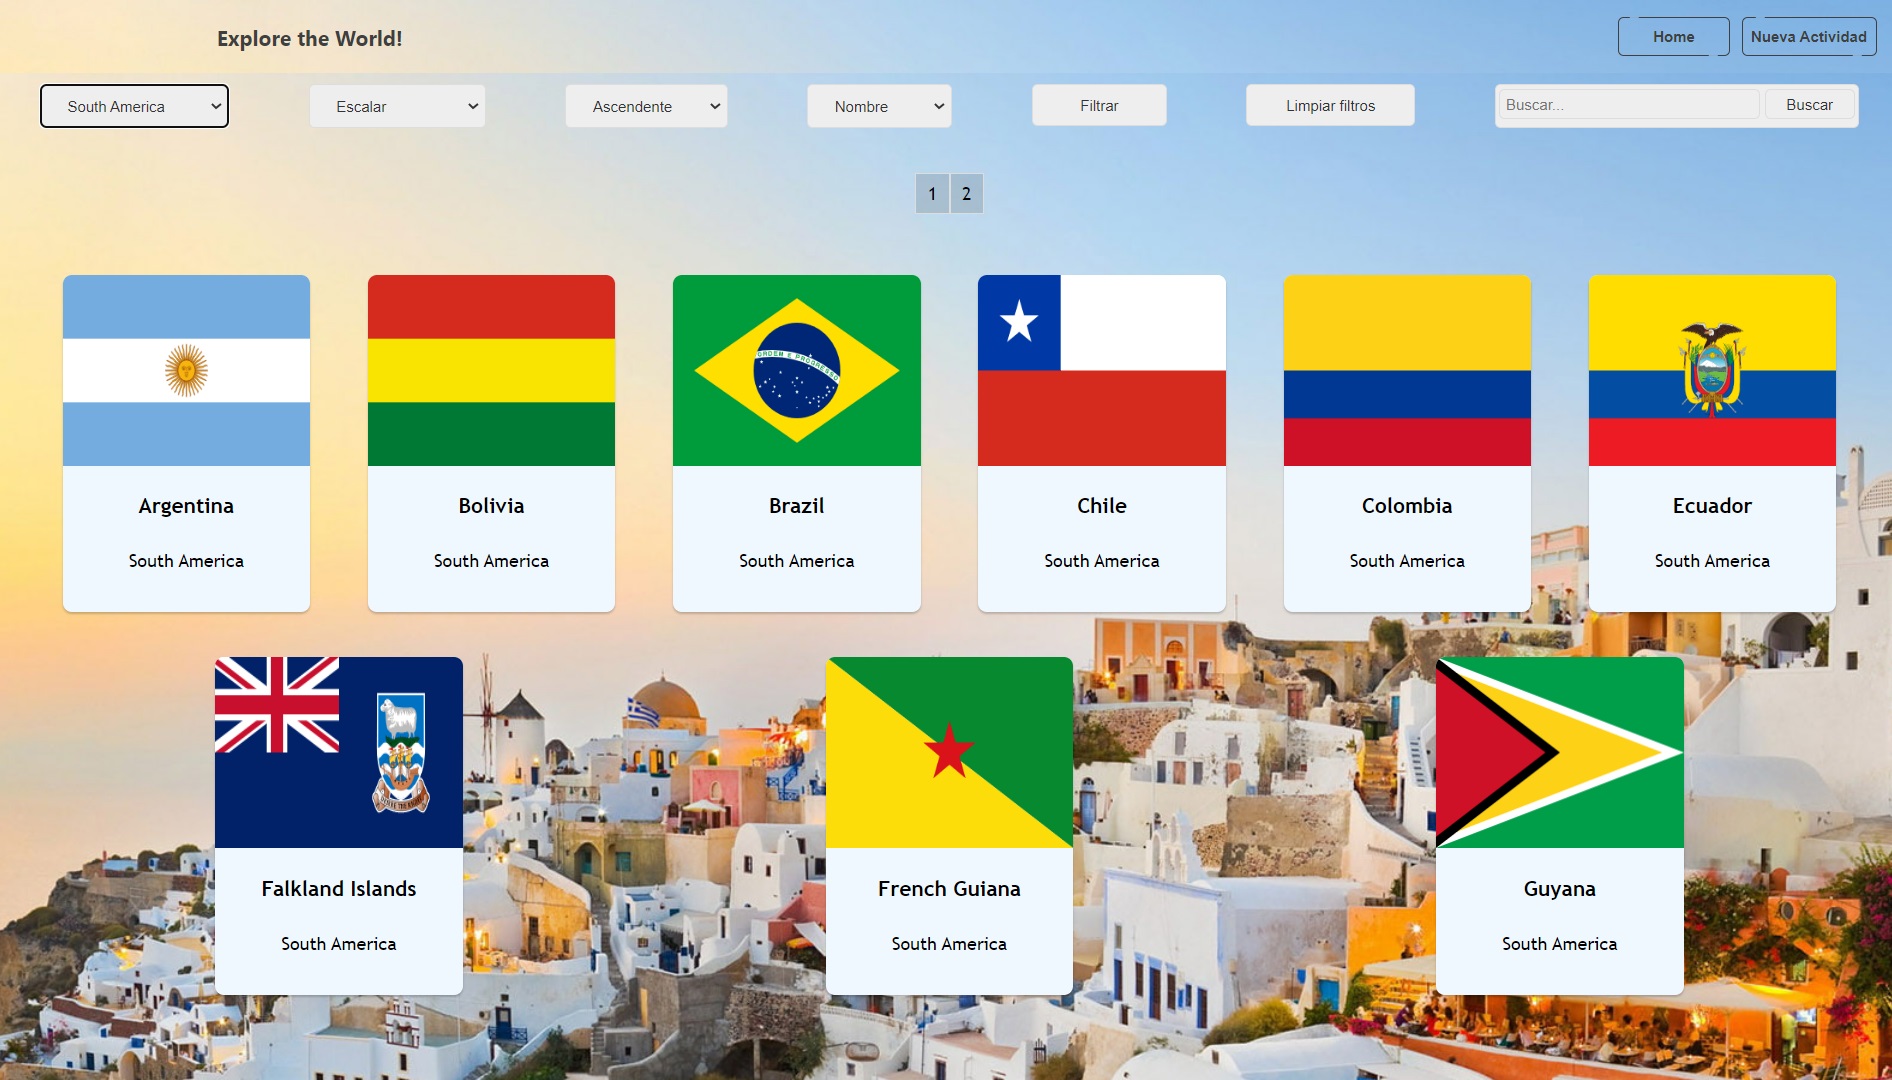 Explore the World!
Home
Nueva Actividad
South America
Escalar
Ascendente
Nombre
Filtrar
Limpiar filtros
Buscar...
Buscar
1
2
ORDEM E PROGRESSO
Argentina
South America
Bolivia
South America
Brazil
South America
Chile
South America
Colombia
South America
Ecuador
South America
Falkland Islands
South America
French Guiana
South America
Guyana
South America